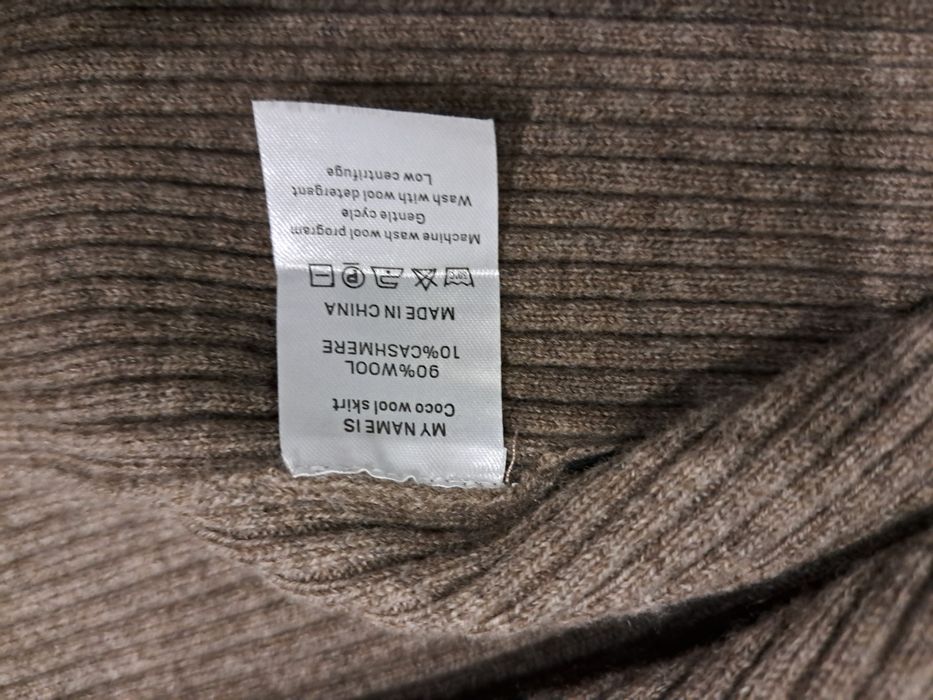 MY NAME IS
Coco wool skirt
90%WOOL
10%CASHMERE
MADE IN CHINA
P
Machine wash wool program
Gentle cycle
Wash with wool detergent
Low centrifuge